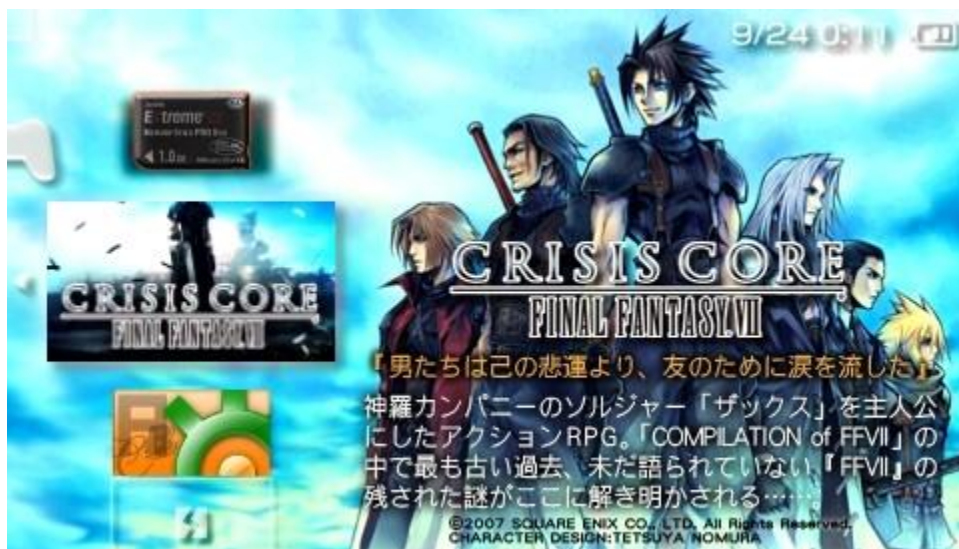 9/24 0:11
Extreme
1.0
CRISIS CORE
FINAL FANTASY VII
CRISIS CORE
FINAL FANTASY VII
『男たちは己の悲運より、友のために涙を流した』
神羅カンパニーのソルジャー「ザックス」を主人公
にしたアクションRPG。「COMPILATION of FFVII」の
中で最も古い過去、未だ語られていない『FFVII』の
残された謎がここに解き明かされる……。
©2007 SQUARE ENIX CO., LTD. All Rights Reserved.
CHARACTER DESIGN:TETSUYA NOMURA